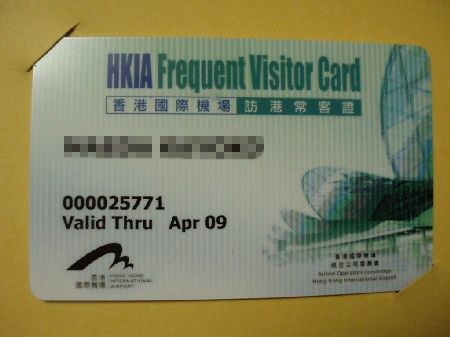 HKIA Frequent Visitor Card
香港國際機場 訪港常客證
000025771
Valid Thru Apr 09
香港
國際機場
HONG KONG
INTERNATIONAL
AIRPORT
香港國際機場
航空公司委員會
Airline Operators Committee
Hong Kong International Airport